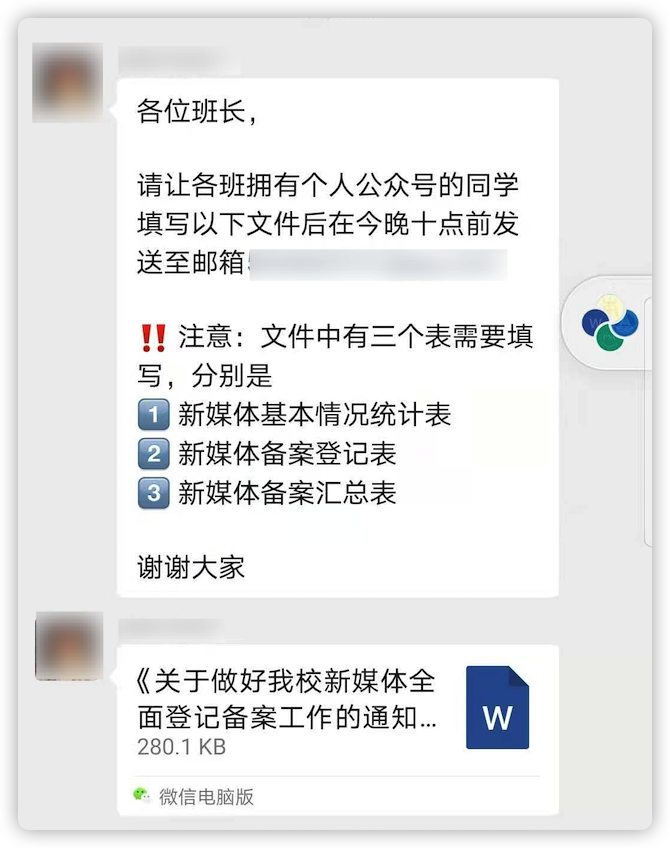 各位班长，
请让各班拥有个人公众号的同学
填写以下文件后在今晚十点前发
送至邮箱
‼️ 注意：文件中有三个表需要填
写，分别是
1️⃣ 新媒体基本情况统计表
2️⃣ 新媒体备案登记表
3️⃣ 新媒体备案汇总表
谢谢大家
《关于做好我校新媒体全
面登记备案工作的通知...
W
280.1 KB
微信电脑版